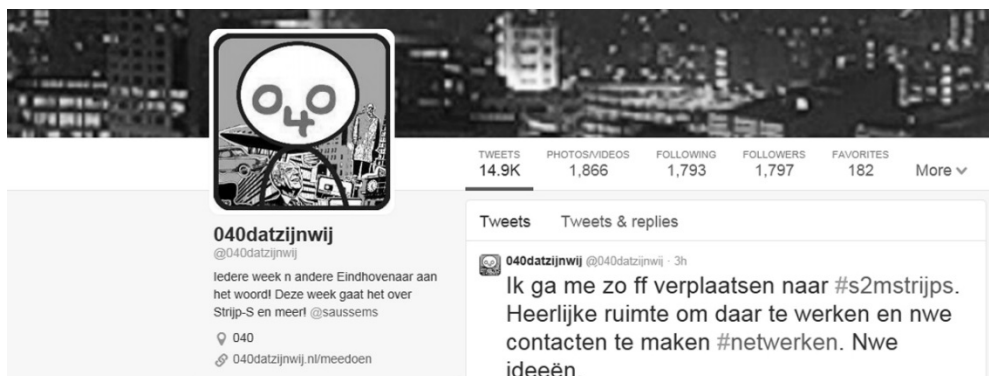 040
TWEETS PHOTOS/VIDEOS FOLLOWING FOLLOWERS FAVORITES
14.9K 1,866 1,793 1,797 182 More
040datzijnwij
@040datzijnwij
Iedere week n andere Eindhovenaar aan
het woord! Deze week gaat het over
Strijp-S en meer! @saussems
040
040datzijnwij.nl/meedoen
Tweets Tweets & replies
040datzijnwij @040datzijnwij · 3h
Ik ga me zo ff verplaatsen naar #s2mstrijps.
Heerlijke ruimte om daar te werken en nwe
contacten te maken #netwerken. Nwe
ideeën